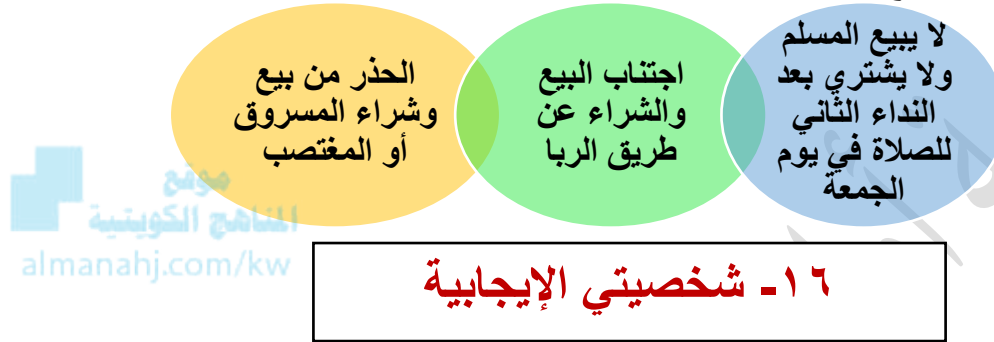 لا يبيع المسلم
ولا يشتري بعد
النداء الثاني
للصلاة في يوم
الجمعة
اجتناب البيع
والشراء عن
طريق الربا
الحذر من بيع
وشراء المسروق
أو المغتصب
موقع
المناهج الكويتية
almanahj.com/kw
١٦- شخصيتي الإيجابية